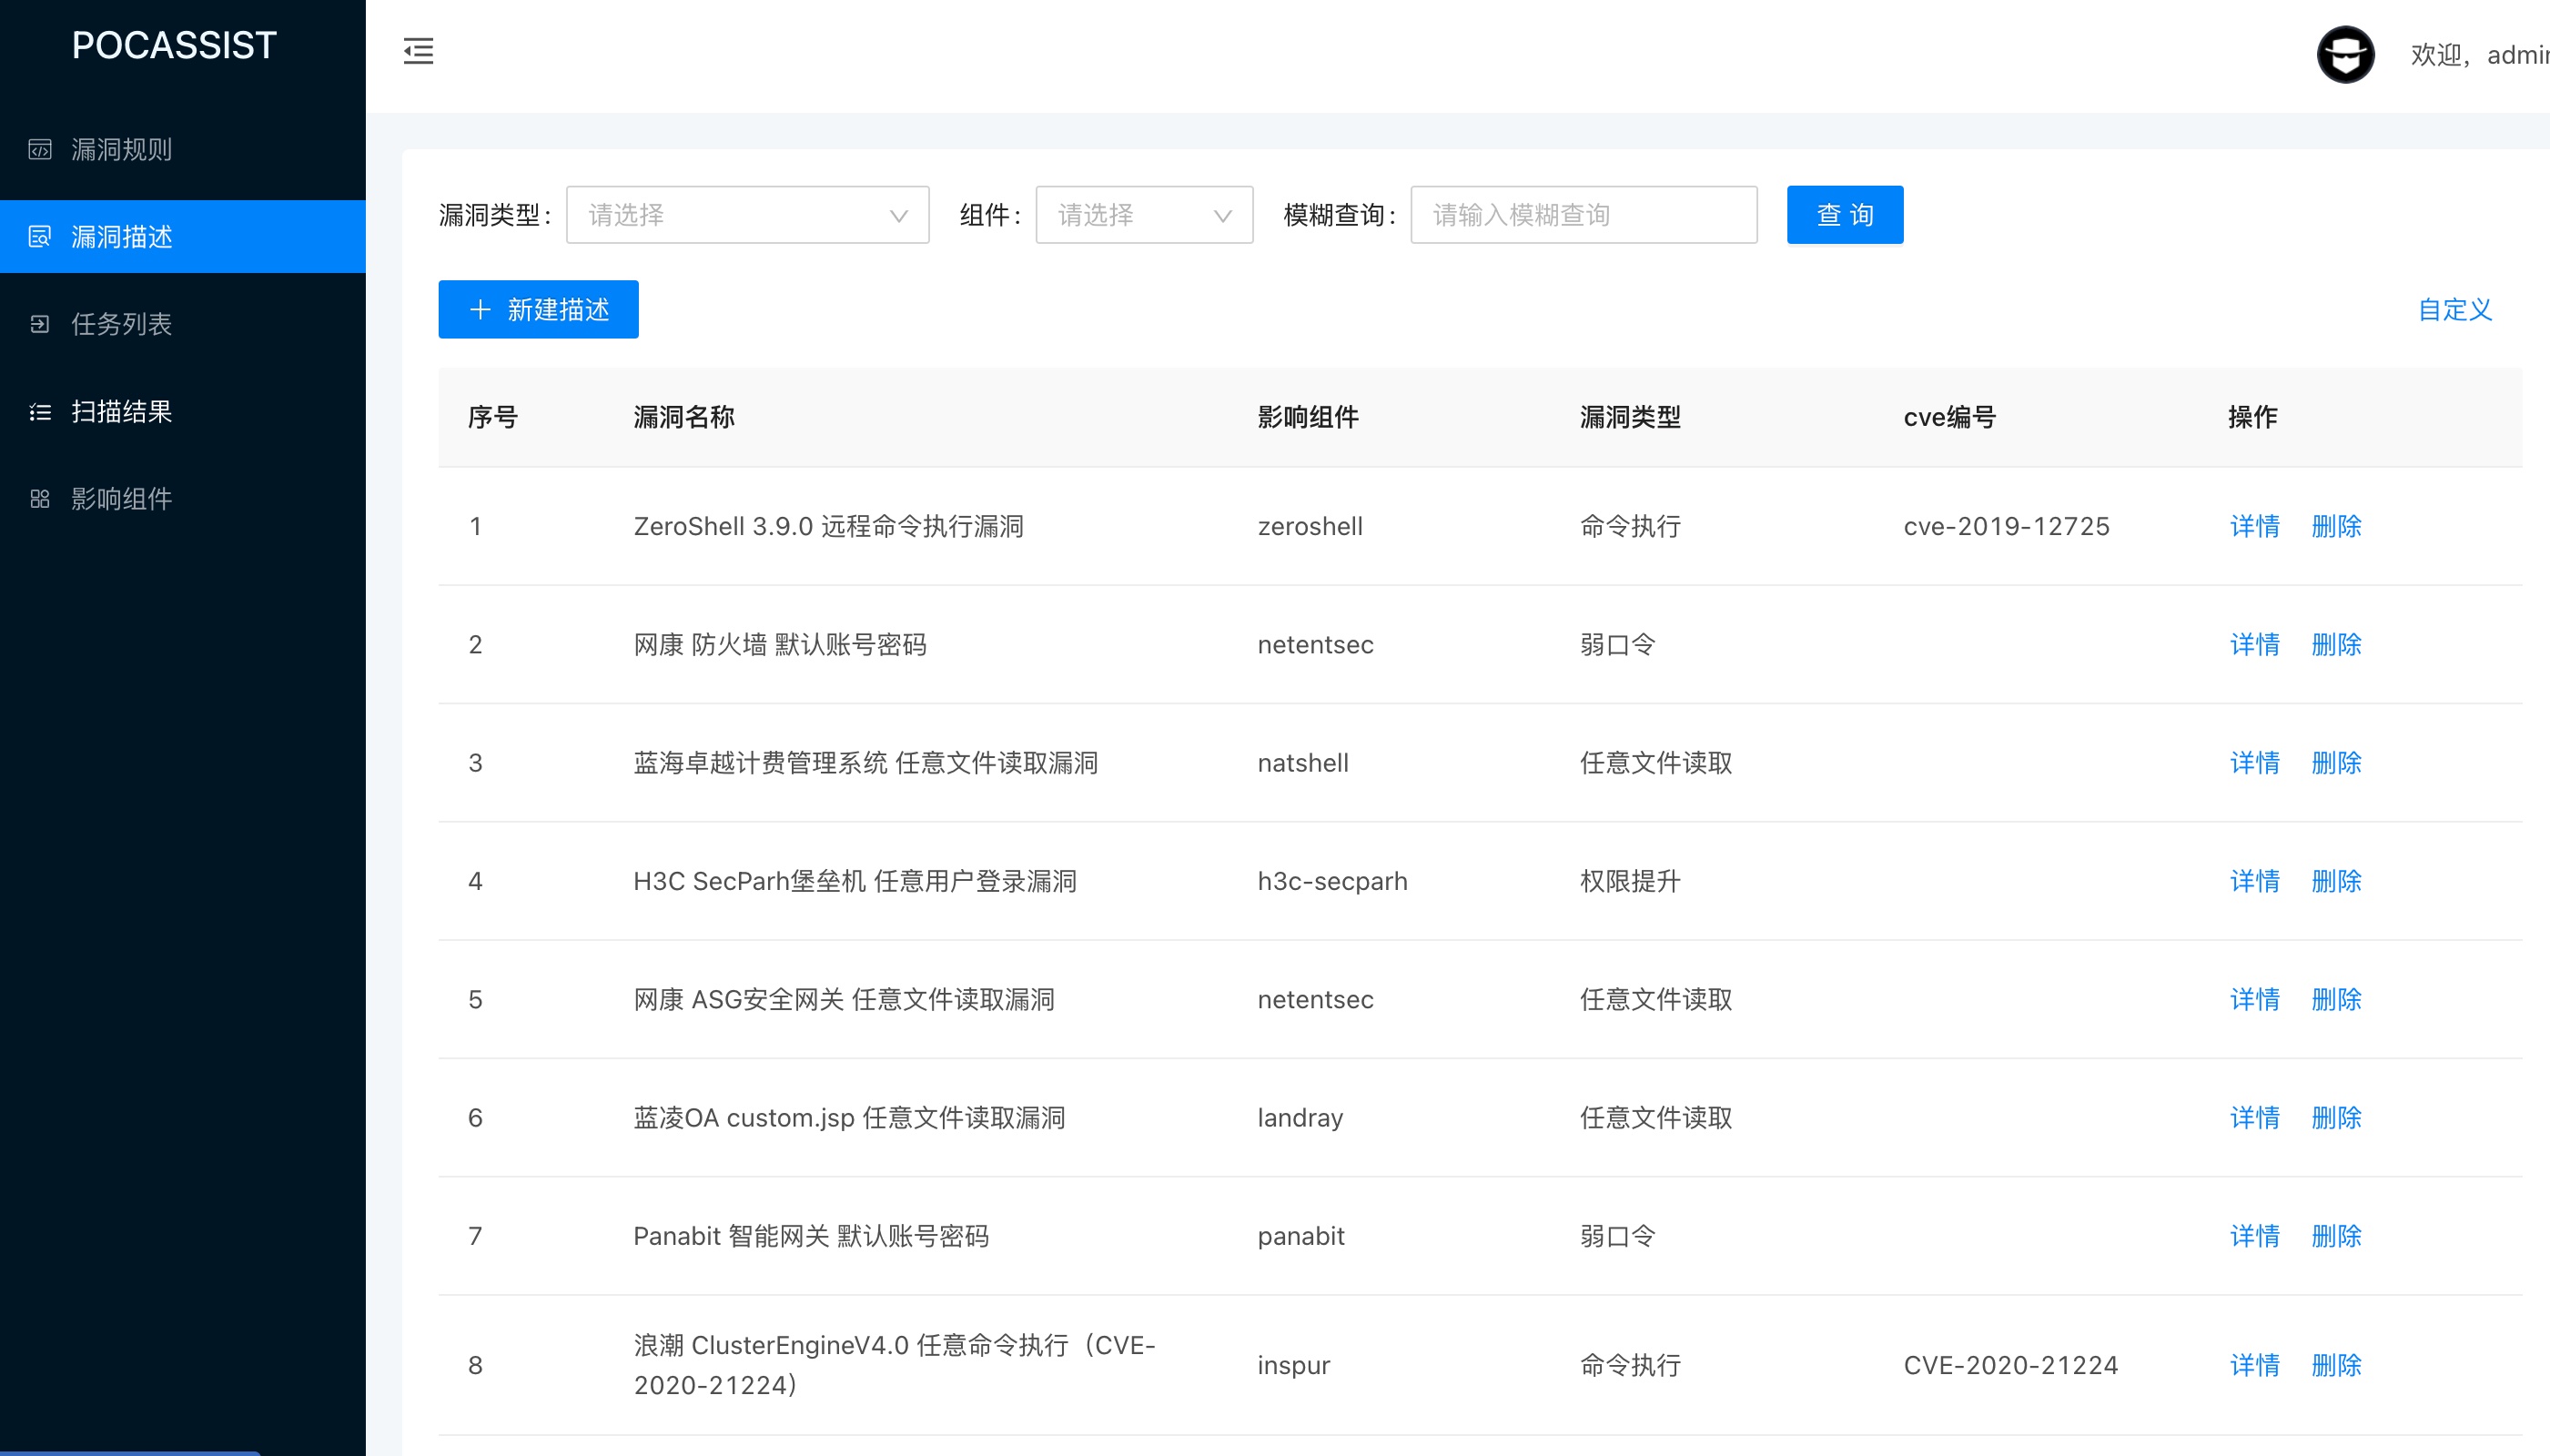 POCASSIST
欢迎，admin
漏洞规则
漏洞描述
任务列表
扫描结果
影响组件
漏洞类型: 请选择 组件: 请选择 模糊查询: 请输入模糊查询 查 询
新建描述 自定义
序号 漏洞名称 影响组件 漏洞类型 cve编号 操作
1 ZeroShell 3.9.0 远程命令执行漏洞 zeroshell 命令执行 cve-2019-12725 详情 删除
2 网康 防火墙 默认账号密码 netentsec 弱口令 详情 删除
3 蓝海卓越计费管理系统 任意文件读取漏洞 natshell 任意文件读取 详情 删除
4 H3C SecParh堡垒机 任意用户登录漏洞 h3c-secparh 权限提升 详情 删除
5 网康 ASG安全网关 任意文件读取漏洞 netentsec 任意文件读取 详情 删除
6 蓝凌OA custom.jsp 任意文件读取漏洞 landray 任意文件读取 详情 删除
7 Panabit 智能网关 默认账号密码 panabit 弱口令 详情 删除
8 浪潮 ClusterEngineV4.0 任意命令执行（CVE-
2020-21224） inspur 命令执行 CVE-2020-21224 详情 删除